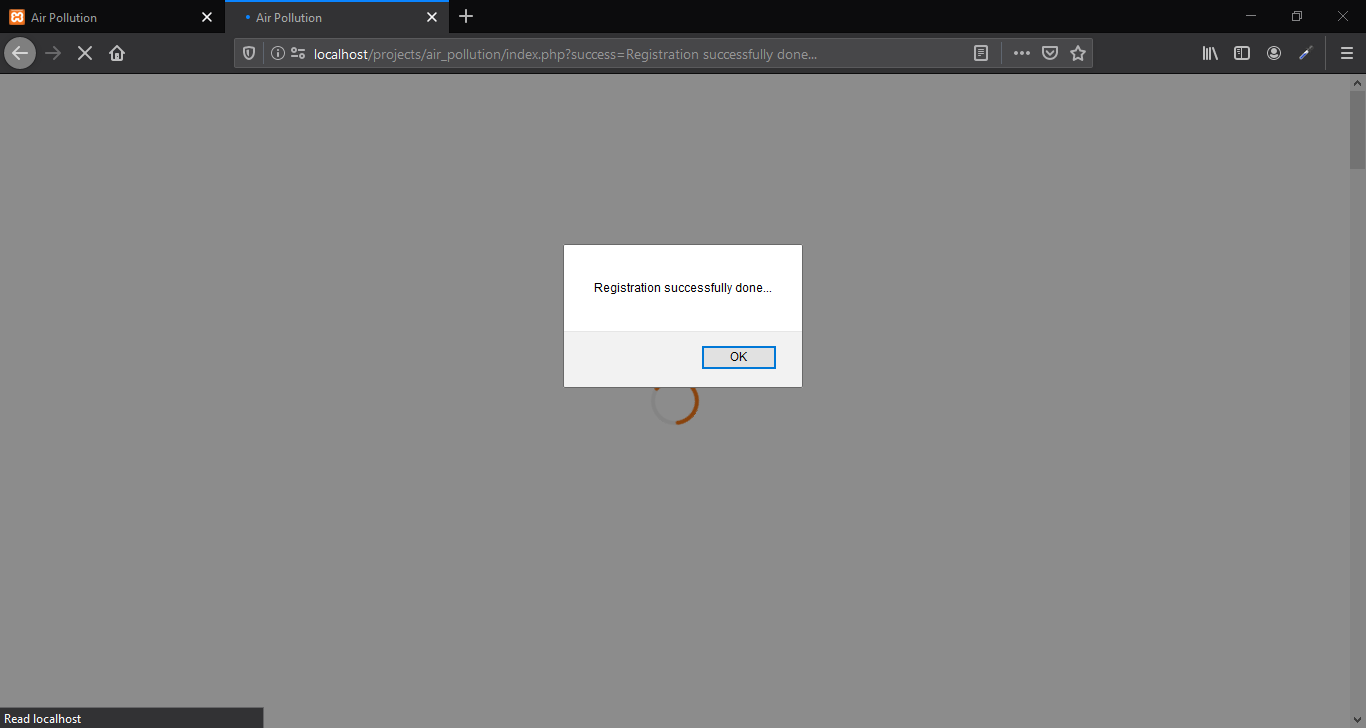 Air Pollution
Air Pollution
localhost/projects/air_pollution/index.php?success=Registration successfully done...
Registration successfully done...
OK
Read localhost